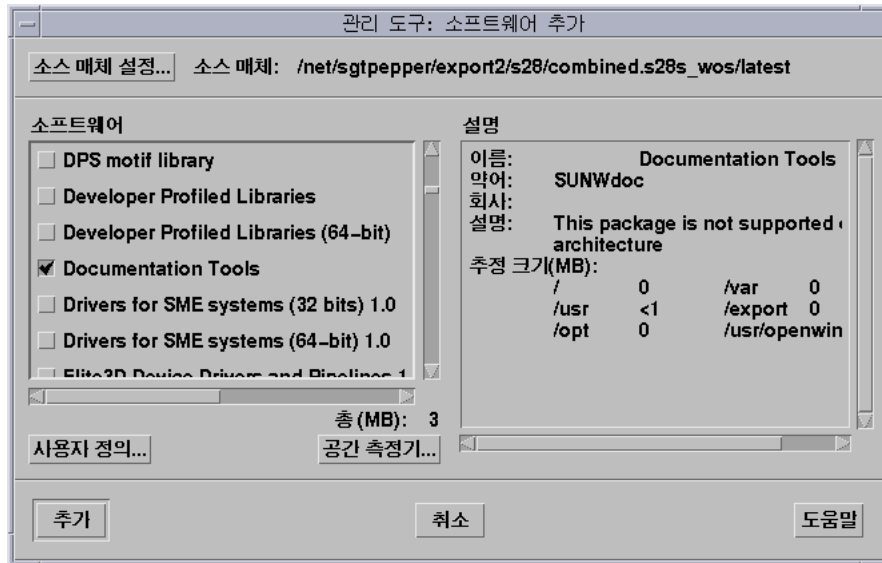 관리 도구: 소프트웨어 추가
소스 매체 설정... 소스 매체: /net/sgtpepper/export2/s28/combined.s28s_wos/latest
소프트웨어
DPS motif library
Developer Profiled Libraries
Developer Profiled Libraries (64-bit)
Documentation Tools
Drivers for SME systems (32 bits) 1.0
Drivers for SME systems (64-bit) 1.0
Elite3D Device Drivers and Pipelines 1
총 (MB): 3
사용자 정의... 공간 측정기...
설명
이름: Documentation Tools
약어: SUNWdoc
회사:
설명: This package is not supported
architecture
추정 크기(MB):
/ 0 /var 0
/usr <1 /export 0
/opt 0 /usr/openwin
추가 취소 도움말